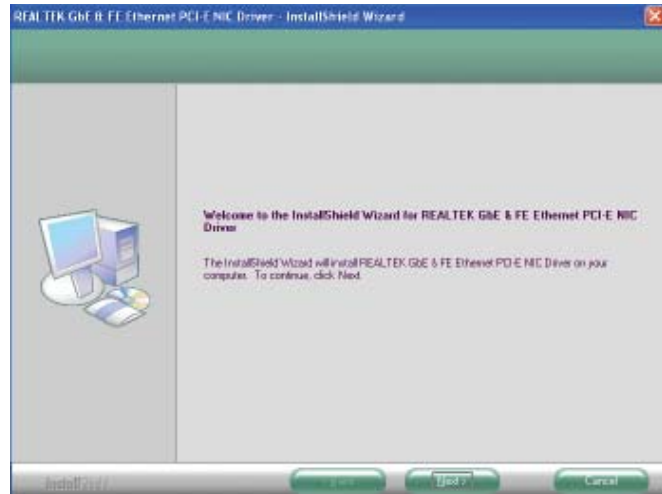 REALTEK GbE & FE Ethernet PCI-E NIC Driver - InstallShield Wizard
Welcome to the InstallShield Wizard for REALTEK GbE & FE Ethernet PCI-E NIC
Driver
The InstallShield Wizard will install REALTEK GbE & FE Ethernet PCI-E NIC Driver on your
computer. To continue, click Next.
InstallShield
Next >
Cancel